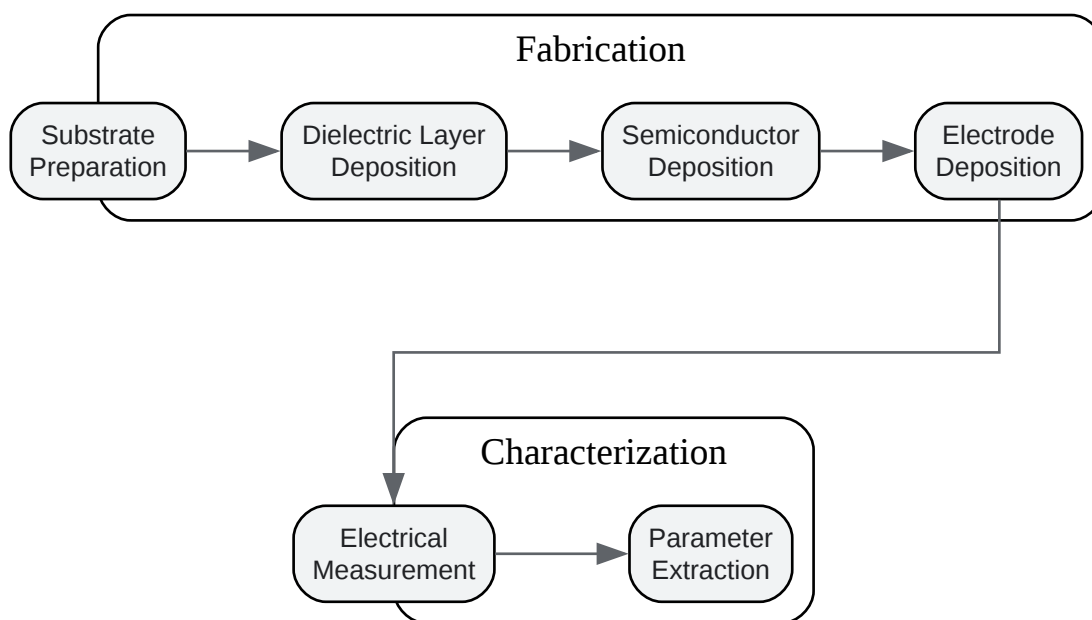 Fabrication
Substrate
Preparation
Dielectric Layer
Deposition
Semiconductor
Deposition
Electrode
Deposition
Characterization
Electrical
Measurement
Parameter
Extraction